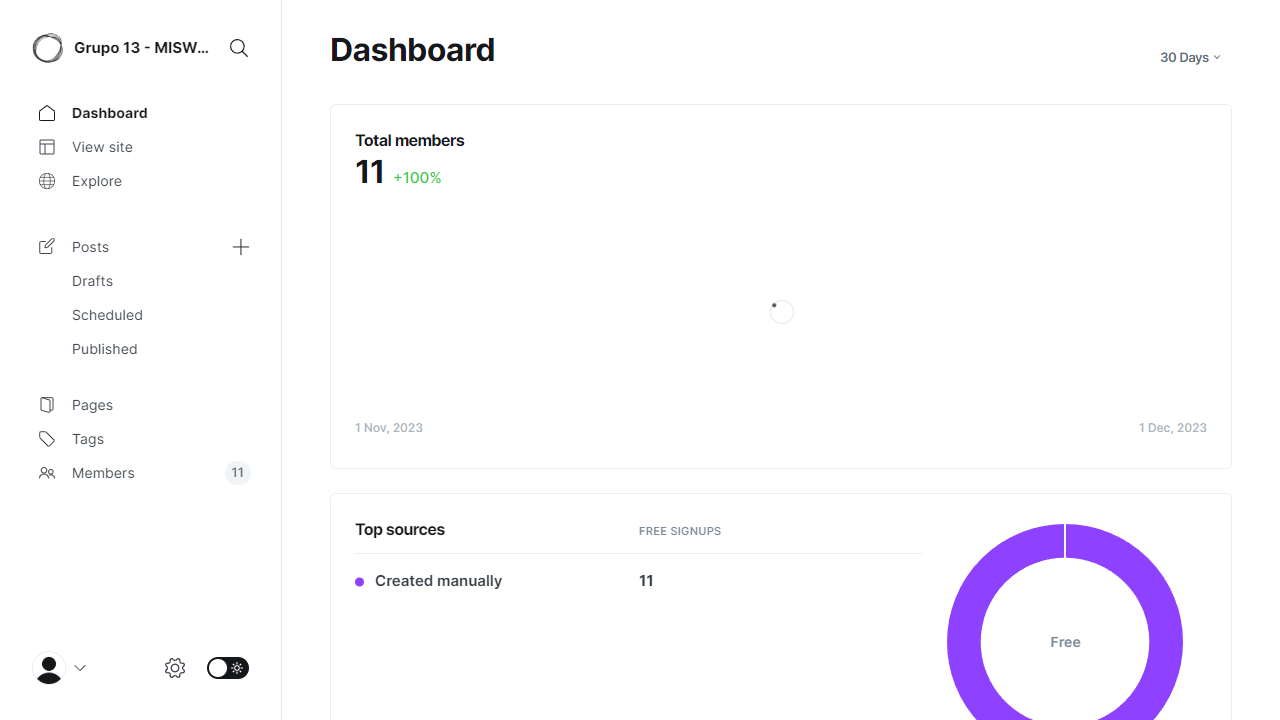 Grupo 13 - MISW...
Dashboard
View site
Explore
Posts
Drafts
Scheduled
Published
Pages
Tags
Members 11
Dashboard
30 Days
Total members
11 +100%
1 Nov, 2023 1 Dec, 2023
Top sources FREE SIGNUPS
Created manually 11
Free